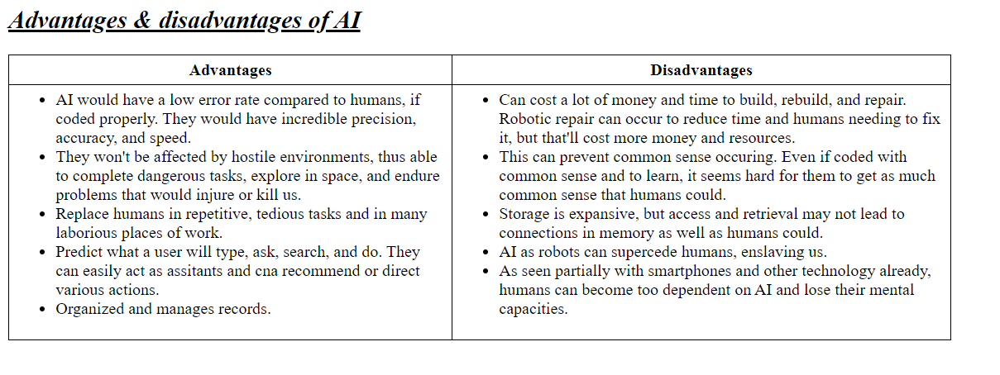 Advantages & disadvantages of AI
Advantages
Disadvantages
• AI would have a low error rate compared to humans, if
coded properly. They would have incredible precision,
accuracy, and speed.
• They won't be affected by hostile environments, thus able
to complete dangerous tasks, explore in space, and endure
problems that would injure or kill us.
• Replace humans in repetitive, tedious tasks and in many
laborious places of work.
• Predict what a user will type, ask, search, and do. They
can easily act as assitants and cna recommend or direct
various actions.
• Organized and manages records.
• Can cost a lot of money and time to build, rebuild, and repair.
Robotic repair can occur to reduce time and humans needing to fix
it, but that'll cost more money and resources.
• This can prevent common sense occuring. Even if coded with
common sense and to learn, it seems hard for them to get as much
common sense that humans could.
• Storage is expansive, but access and retrieval may not lead to
connections in memory as well as humans could.
• AI as robots can supercede humans, enslaving us.
• As seen partially with smartphones and other technology already,
humans can become too dependent on AI and lose their mental
capacities.